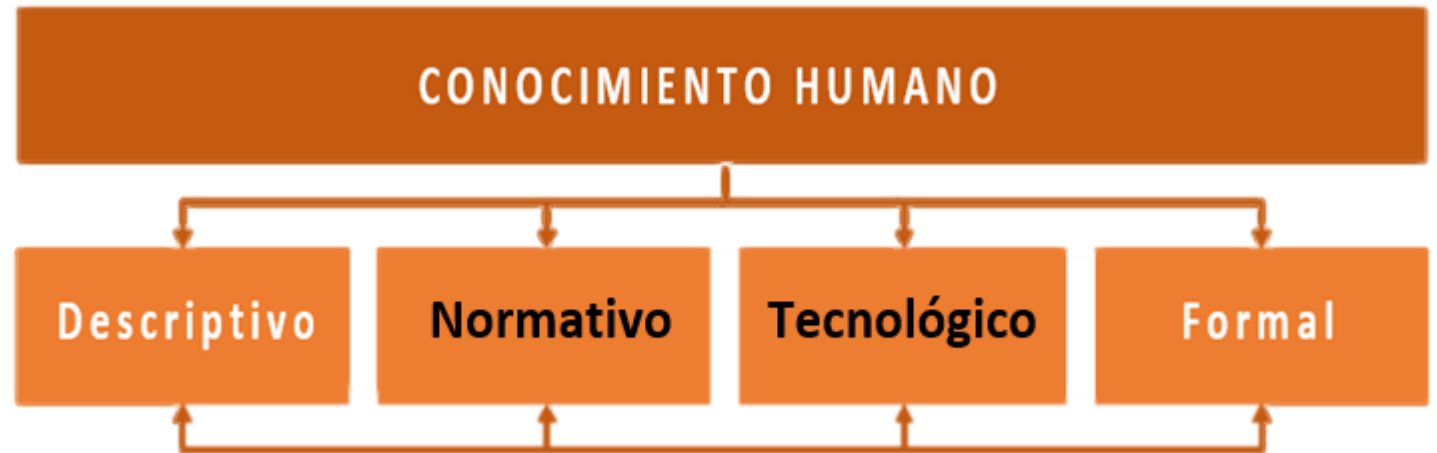 CONOCIMIENTO HUMANO
Descriptivo
Normativo
Tecnológico
Formal